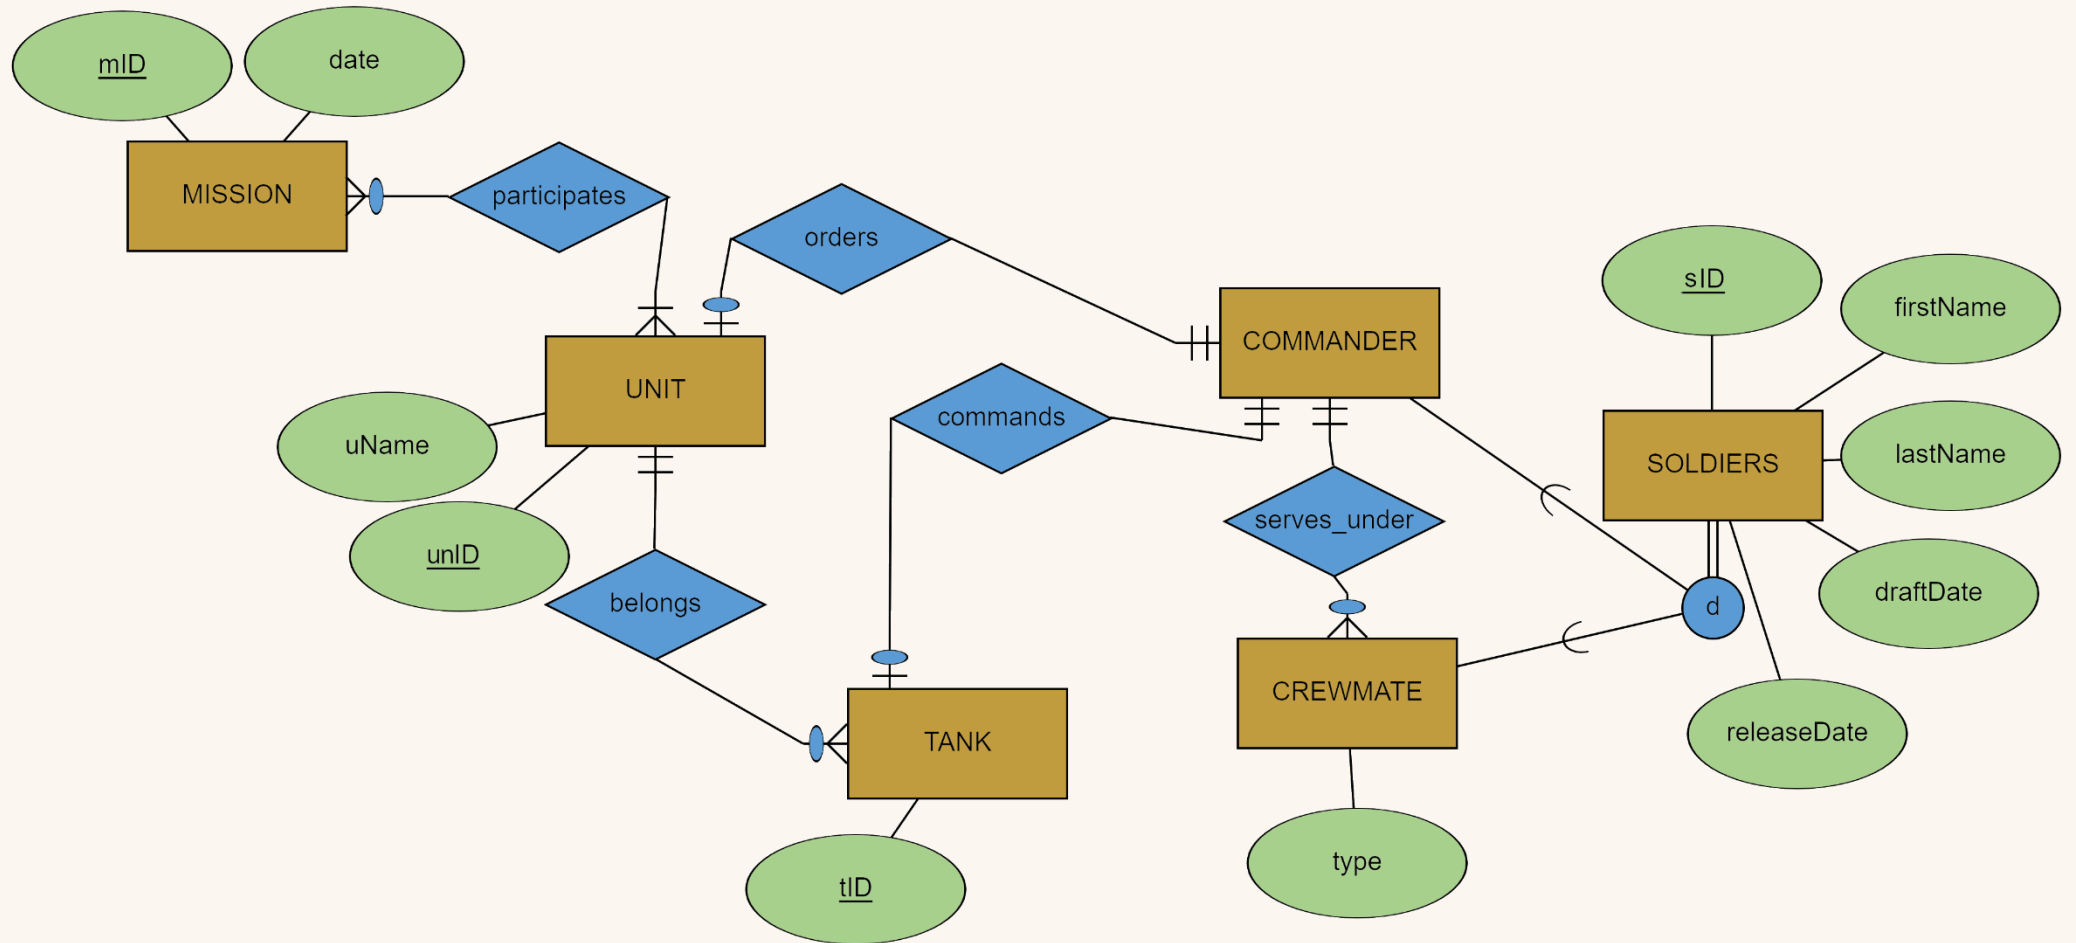 mID
date
MISSION
participates
orders
sID
firstName
COMMANDER
UNIT
commands
uName
lastName
SOLDIERS
serves_under
unID
belongs
d
draftDate
CREWMATE
releaseDate
TANK
type
tID